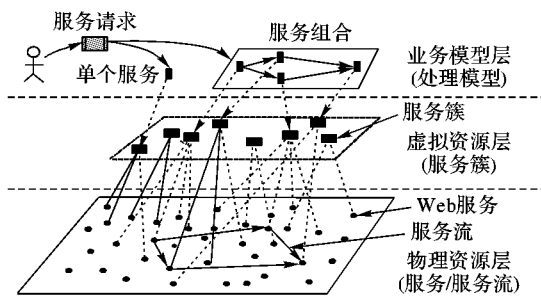 服务请求
服务组合
单个服务
业务模型层
(处理模型)
服务簇
虚拟资源层
(服务簇)
Web服务
服务流
物理资源层
(服务/服务流)